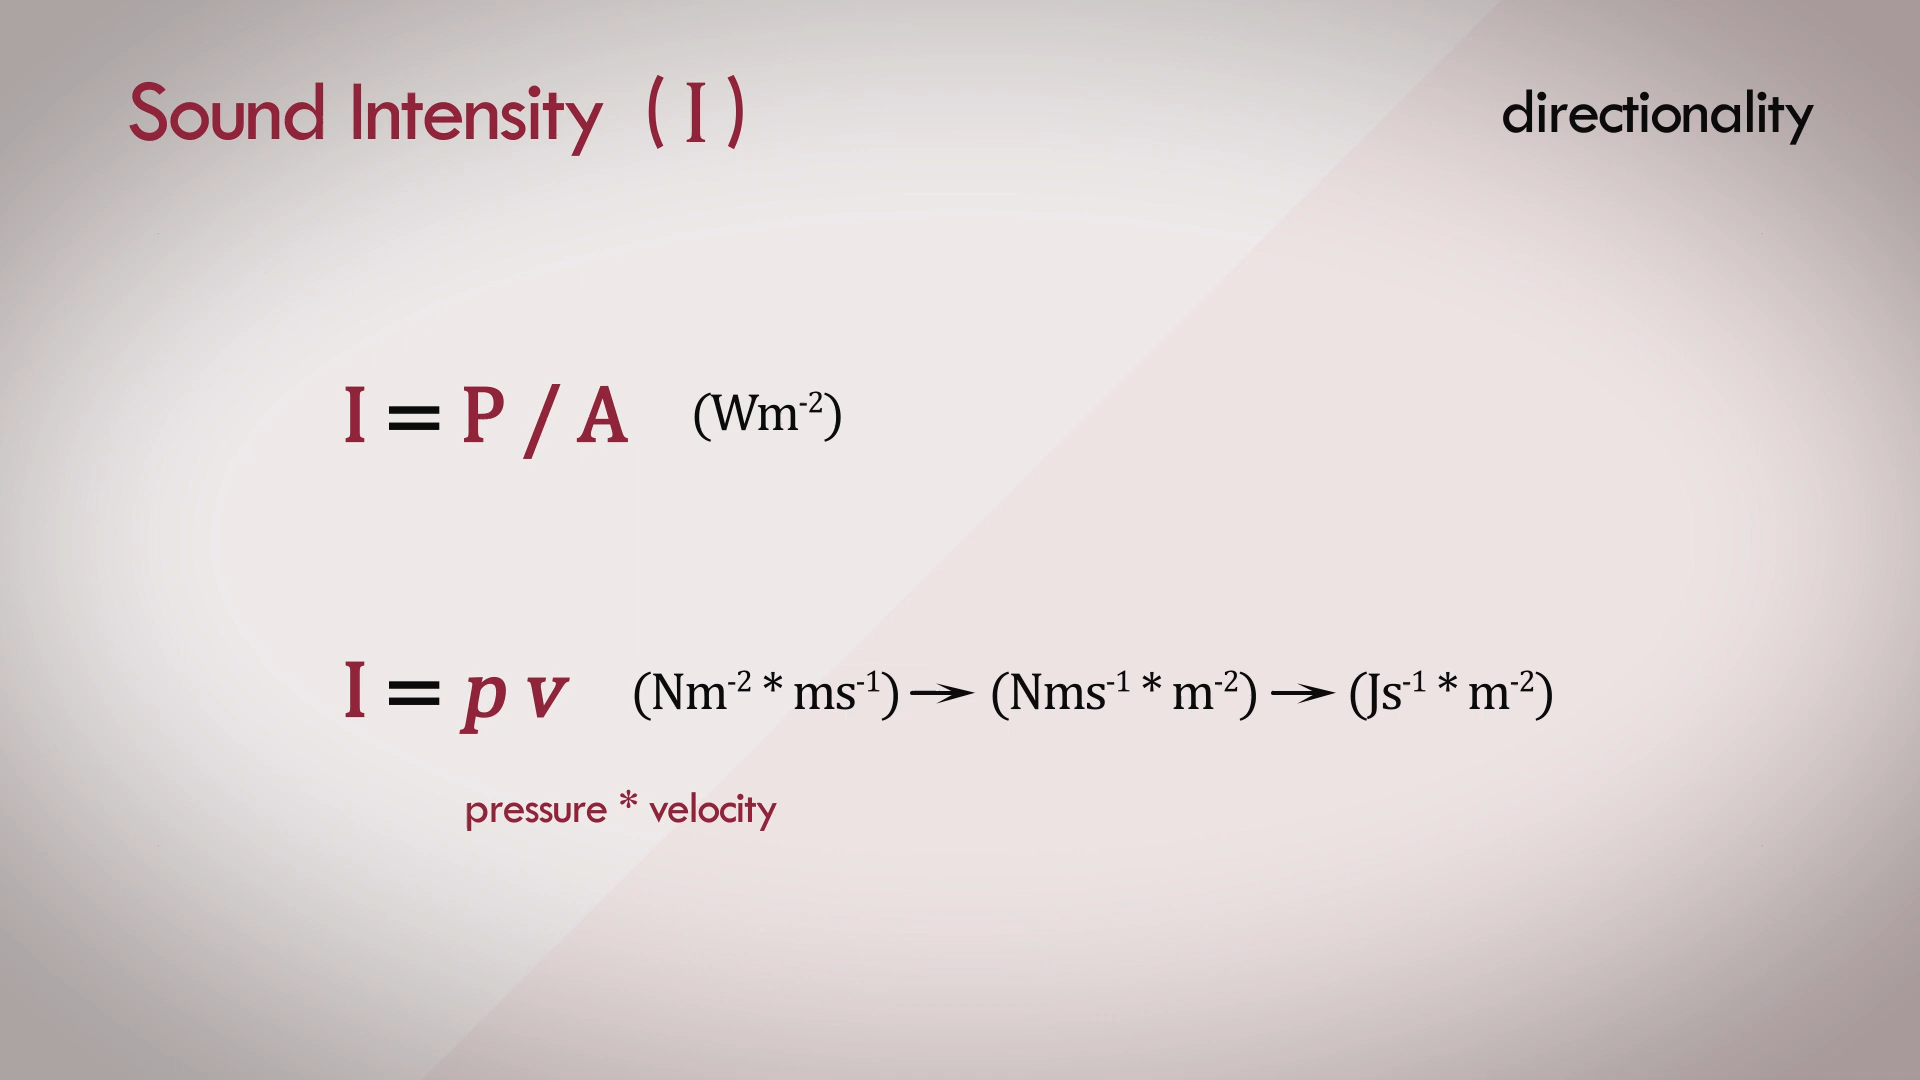 Sound Intensity ( I )
directionality
I = P / A (Wm⁻²)
I = p v (Nm⁻² * ms⁻¹) → (Nms⁻¹ * m⁻²) → (Js⁻¹ * m⁻²)
pressure * velocity